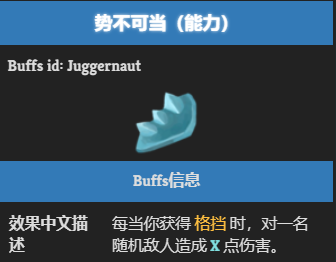 势不可当（能力）
Buffs id: Juggernaut
Buffs信息
效果中文描
述
每当你获得 格挡 时，对一名
随机敌人造成 X 点伤害。